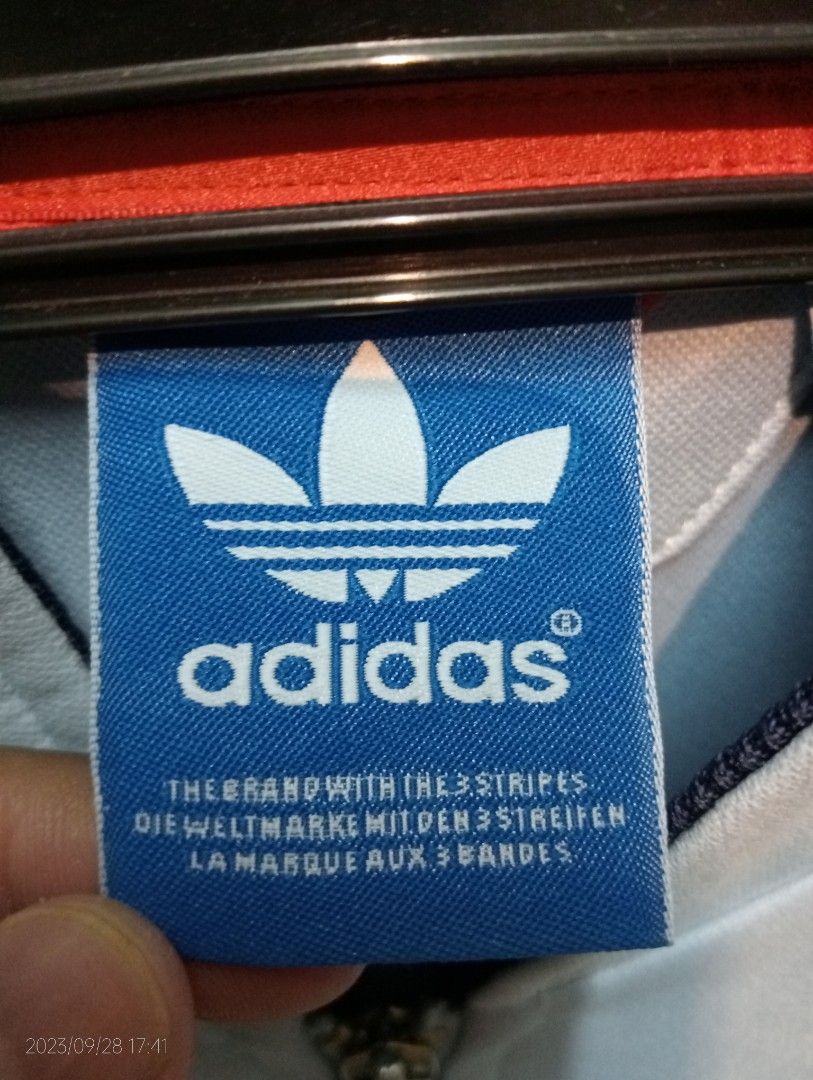 adidas®
THE BRAND WITH THE 3 STRIPES
DIE WELTMARKE MIT DEN 3 STREIFEN
LA MARQUE AUX 3 BANDES
2023/09/28 17:41